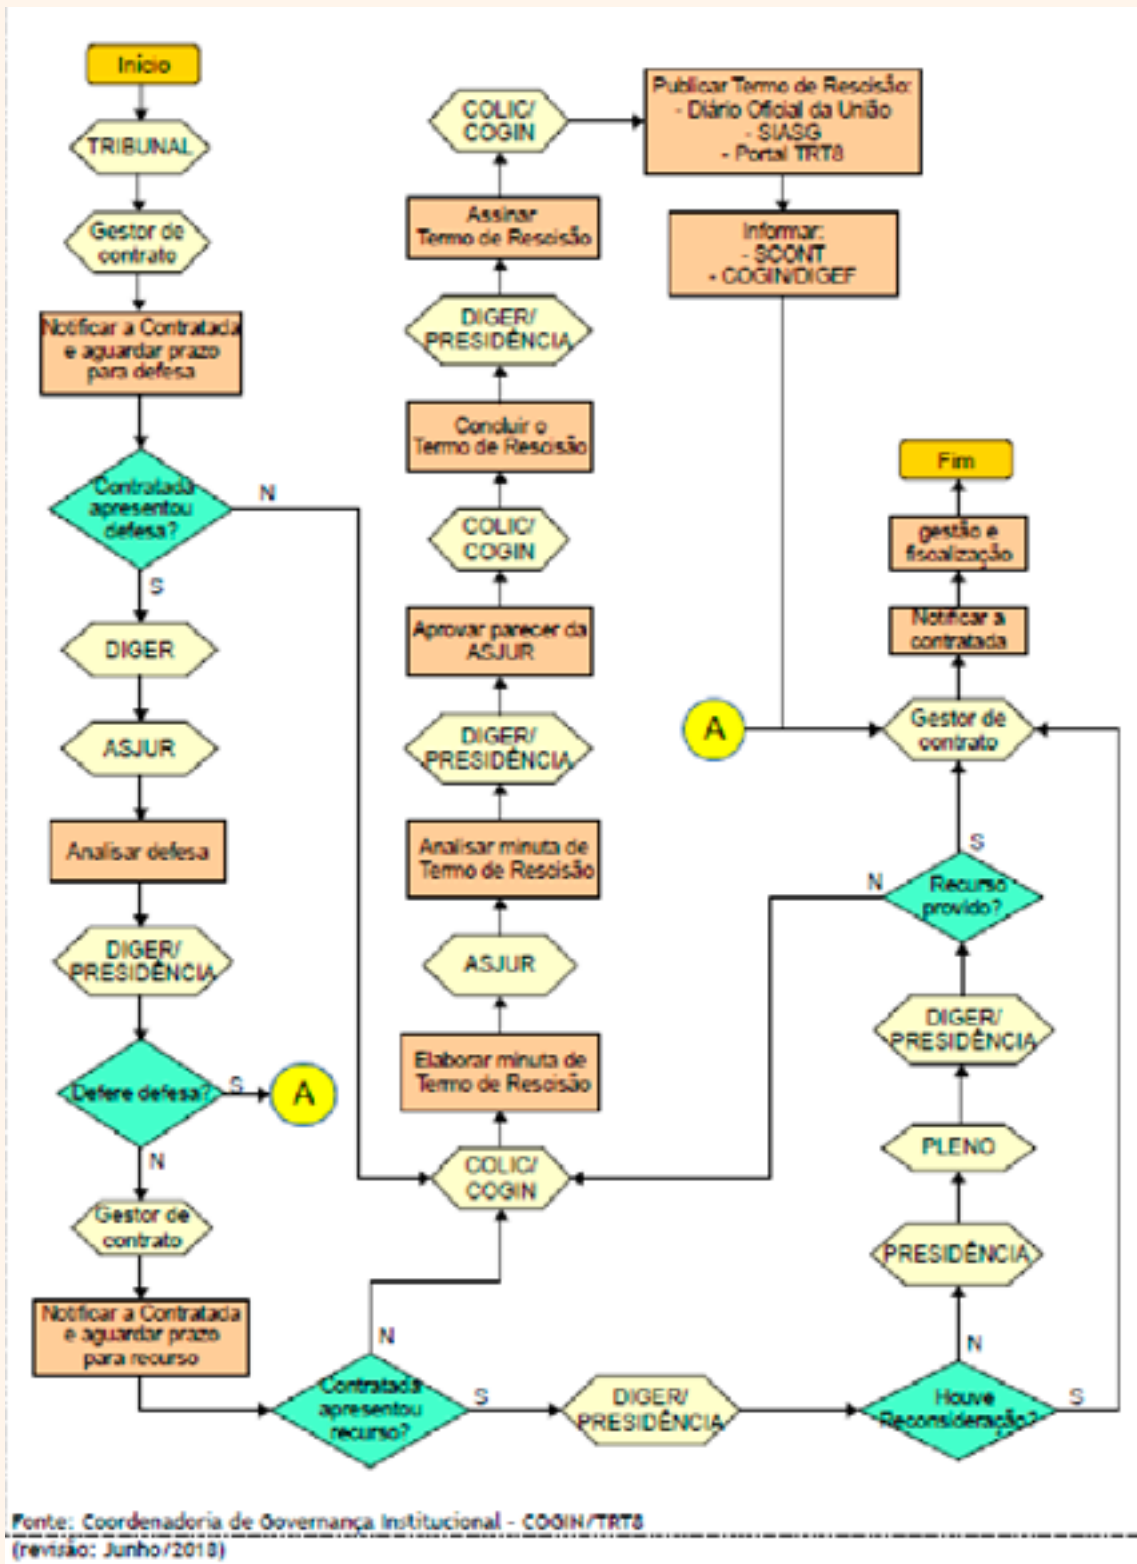 Início
TRIBUNAL
Gestor de
contrato
Notificar a Contratada
e aguardar prazo
para defesa
Contratada
apresentou
defesa?
N
S
DIGER
ASJUR
Analisar defesa
DIGER/
PRESIDÊNCIA
Defere defesa?
S
A
N
Gestor de
contrato
Notificar a Contratada
e aguardar prazo
para recurso
Contratada
apresentou
recurso?
N
S
COLIC/
COGIN
Elaborar minuta de
Termo de Rescisão
ASJUR
Analisar minuta de
Termo de Rescisão
DIGER/
PRESIDÊNCIA
Aprovar parecer da
ASJUR
COLIC/
COGIN
Concluir o
Termo de Rescisão
DIGER/
PRESIDÊNCIA
Assinar
Termo de Rescisão
COLIC/
COGIN
Publicar Termo de Rescisão:
- Diário Oficial da União
- SIASG
- Portal TRT8
Informar:
- SCONT
- COGIN/DIGEF
DIGER/
PRESIDÊNCIA
Houve
Reconsideração?
S
N
PRESIDÊNCIA
PLENO
DIGER/
PRESIDÊNCIA
Recurso
provido?
N
S
A
Gestor de
contrato
Notificar a
contratada
gestão e
fiscalização
Fim
Fonte: Coordenadoria de Governança Institucional - COGIN/TRT8
(revisão: Junho/2018)